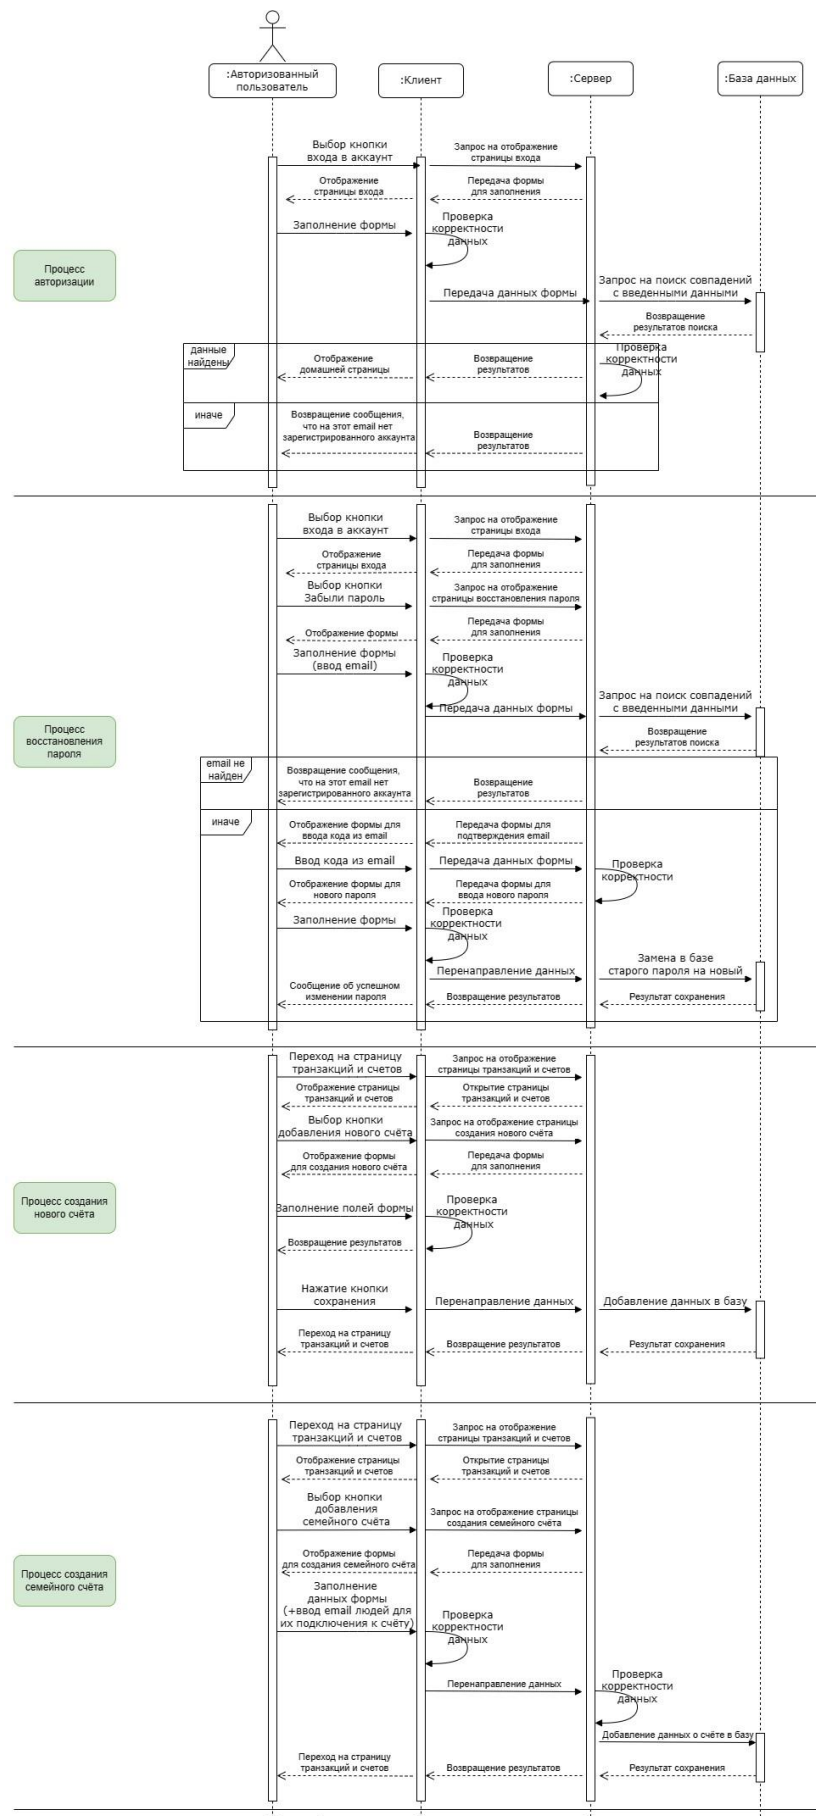 :Авторизованный
пользователь
:Клиент
:Сервер
:База данных
Выбор кнопки
входа в аккаунт
Запрос на отображение
страницы входа
Отображение
страницы входа
Передача формы
для заполнения
Заполнение формы
Проверка
корректности
данных
Процесс
авторизации
Передача данных формы
Запрос на поиск совпадений
с введенными данными
Возвращение
результатов поиска
данные
найдены
Отображение
домашней страницы
Возвращение
результатов
Проверка
корректности
данных
иначе
Возвращение сообщения,
что на этот email нет
зарегистрированного аккаунта
Возвращение
результатов
Выбор кнопки
входа в аккаунт
Запрос на отображение
страницы входа
Отображение
страницы входа
Передача формы
для заполнения
Выбор кнопки
Забыли пароль
Запрос на отображение
страницы восстановления пароля
Отображение формы
Передача формы
для заполнения
Заполнение формы
(ввод email)
Проверка
корректности
данных
Передача данных формы
Запрос на поиск совпадений
с введенными данными
Процесс
восстановления
пароля
Возвращение
результатов поиска
email не
найден
Возвращение сообщения,
что на этот email нет
зарегистрированного аккаунта
Возвращение
результатов
иначе
Отображение формы для
ввода кода из email
Передача формы для
подтверждения email
Ввод кода из email
Передача данных формы
Проверка
корректности
Отображение формы для
нового пароля
Передача формы для
ввода нового пароля
Заполнение формы
Проверка
корректности
данных
Перенаправление данных
Замена в базе
старого пароля на новый
Сообщение об успешном
изменении пароля
Возвращение результатов
Результат сохранения
Переход на страницу
транзакций и счетов
Запрос на отображение
страницы транзакций и счетов
Отображение страницы
транзакций и счетов
Открытие страницы
транзакций и счетов
Выбор кнопки
добавления нового счёта
Запрос на отображение страницы
создания нового счёта
Отображение формы
для создания нового счёта
Передача формы
для заполнения
Процесс создания
нового счёта
Заполнение полей формы
Проверка
корректности
данных
Возвращение результатов
Нажатие кнопки
сохранения
Перенаправление данных
Добавление данных в базу
Переход на страницу
транзакций и счетов
Возвращение результатов
Результат сохранения
Переход на страницу
транзакций и счетов
Запрос на отображение
страницы транзакций и счетов
Отображение страницы
транзакций и счетов
Открытие страницы
транзакций и счетов
Выбор кнопки
добавления
семейного счёта
Запрос на отображение страницы
создания семейного счёта
Отображение формы
для создания семейного счёта
Передача формы
для заполнения
Процесс создания
семейного счёта
Заполнение
данных формы
(+ввод email людей для
их подключения к счёту)
Проверка
корректности
данных
Перенаправление данных
Проверка
корректности
данных
Добавление данных о счёте в базу
Переход на страницу
транзакций и счетов
Возвращение результатов
Результат сохранения